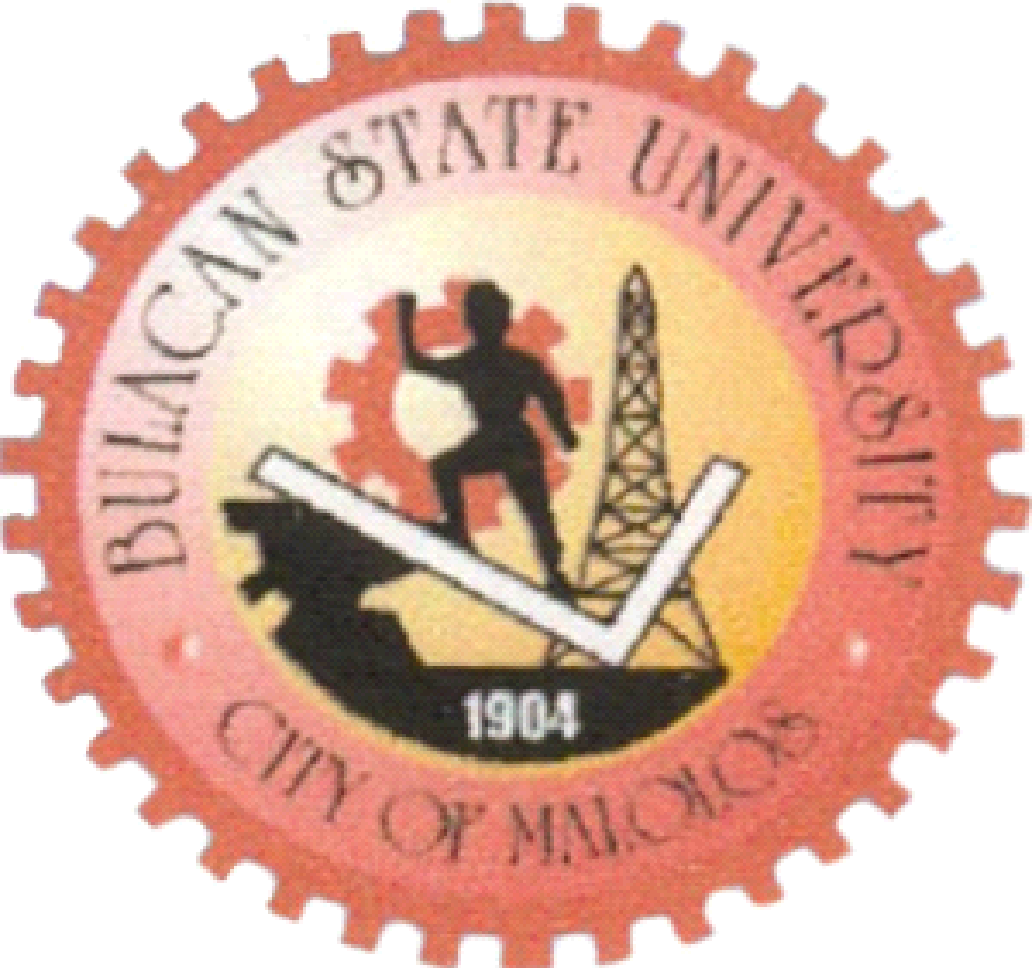 BULACAN STATE UNIVERSITY
1904
CITY OF MALOLOS